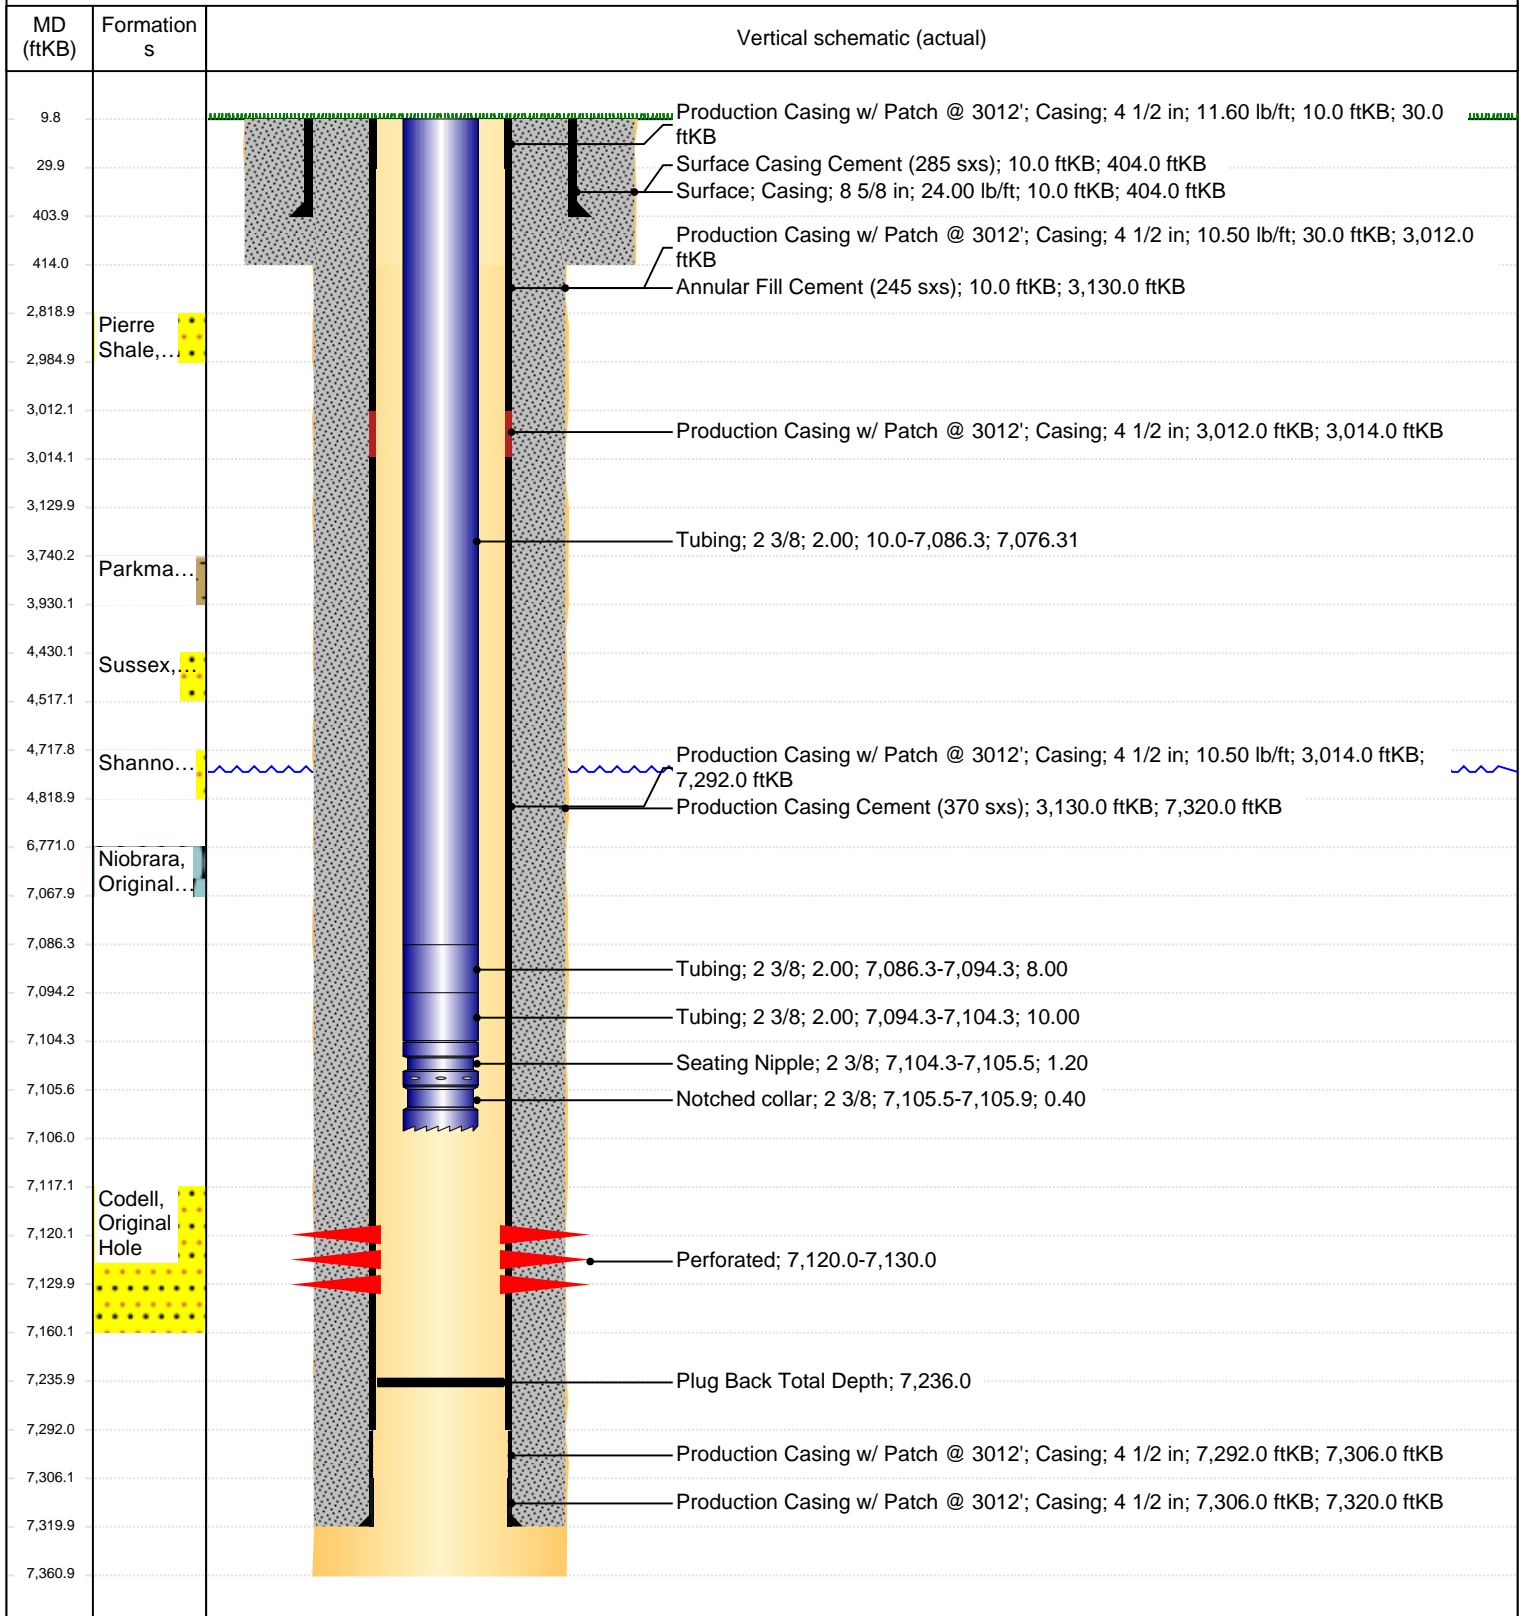 MD
(ftKB)
Formation
s
Vertical schematic (actual)
9.8
29.9
403.9
414.0
2,818.9
2,984.9
3,012.1
3,014.1
3,129.9
3,740.2
3,930.1
4,430.1
4,517.1
4,717.8
4,818.9
6,771.0
7,067.9
7,086.3
7,094.2
7,104.3
7,105.6
7,106.0
7,117.1
7,120.1
7,129.9
7,160.1
7,235.9
7,292.0
7,306.1
7,319.9
7,360.9
Pierre
Shale,...
Parkma...
Sussex,...
Shanno...
Niobrara,
Original...
Codell,
Original
Hole
Production Casing w/ Patch @ 3012'; Casing; 4 1/2 in; 11.60 lb/ft; 10.0 ftKB; 30.0
ftKB
Surface Casing Cement (285 sxs); 10.0 ftKB; 404.0 ftKB
Surface; Casing; 8 5/8 in; 24.00 lb/ft; 10.0 ftKB; 404.0 ftKB
Production Casing w/ Patch @ 3012'; Casing; 4 1/2 in; 10.50 lb/ft; 30.0 ftKB; 3,012.0
ftKB
Annular Fill Cement (245 sxs); 10.0 ftKB; 3,130.0 ftKB
Production Casing w/ Patch @ 3012'; Casing; 4 1/2 in; 3,012.0 ftKB; 3,014.0 ftKB
Tubing; 2 3/8; 2.00; 10.0-7,086.3; 7,076.31
Production Casing w/ Patch @ 3012'; Casing; 4 1/2 in; 10.50 lb/ft; 3,014.0 ftKB;
7,292.0 ftKB
Production Casing Cement (370 sxs); 3,130.0 ftKB; 7,320.0 ftKB
Tubing; 2 3/8; 2.00; 7,086.3-7,094.3; 8.00
Tubing; 2 3/8; 2.00; 7,094.3-7,104.3; 10.00
Seating Nipple; 2 3/8; 7,104.3-7,105.5; 1.20
Notched collar; 2 3/8; 7,105.5-7,105.9; 0.40
Perforated; 7,120.0-7,130.0
Plug Back Total Depth; 7,236.0
Production Casing w/ Patch @ 3012'; Casing; 4 1/2 in; 7,292.0 ftKB; 7,306.0 ftKB
Production Casing w/ Patch @ 3012'; Casing; 4 1/2 in; 7,306.0 ftKB; 7,320.0 ftKB